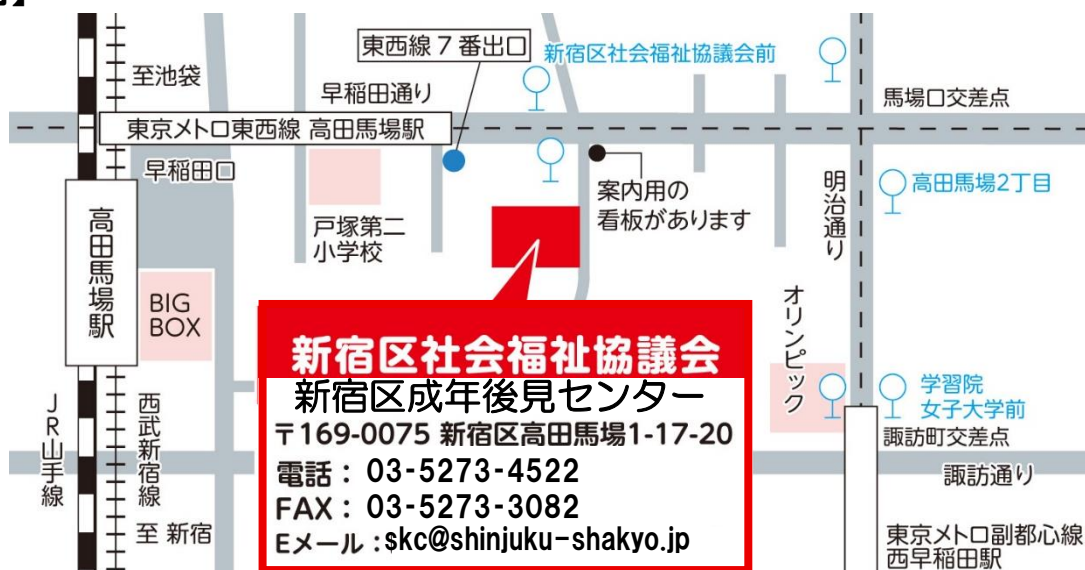 東西線７番出口
新宿区社会福祉協議会前
至池袋
早稲田通り
馬場口交差点
東京メトロ東西線 高田馬場駅
早稲田口
案内用の
看板があります
明治通り
高田馬場2丁目
戸塚第二
小学校
高田馬場駅
BIG
BOX
オリンピック
新宿区社会福祉協議会
新宿区成年後見センター
〒169-0075 新宿区高田馬場1-17-20
電話： 03-5273-4522
FAX： 03-5273-3082
Eメール：skc@shinjuku-shakyo.jp
学習院
女子大学前
諏訪町交差点
諏訪通り
JR山手線
西武新宿線
至 新宿
東京メトロ副都心線
西早稲田駅